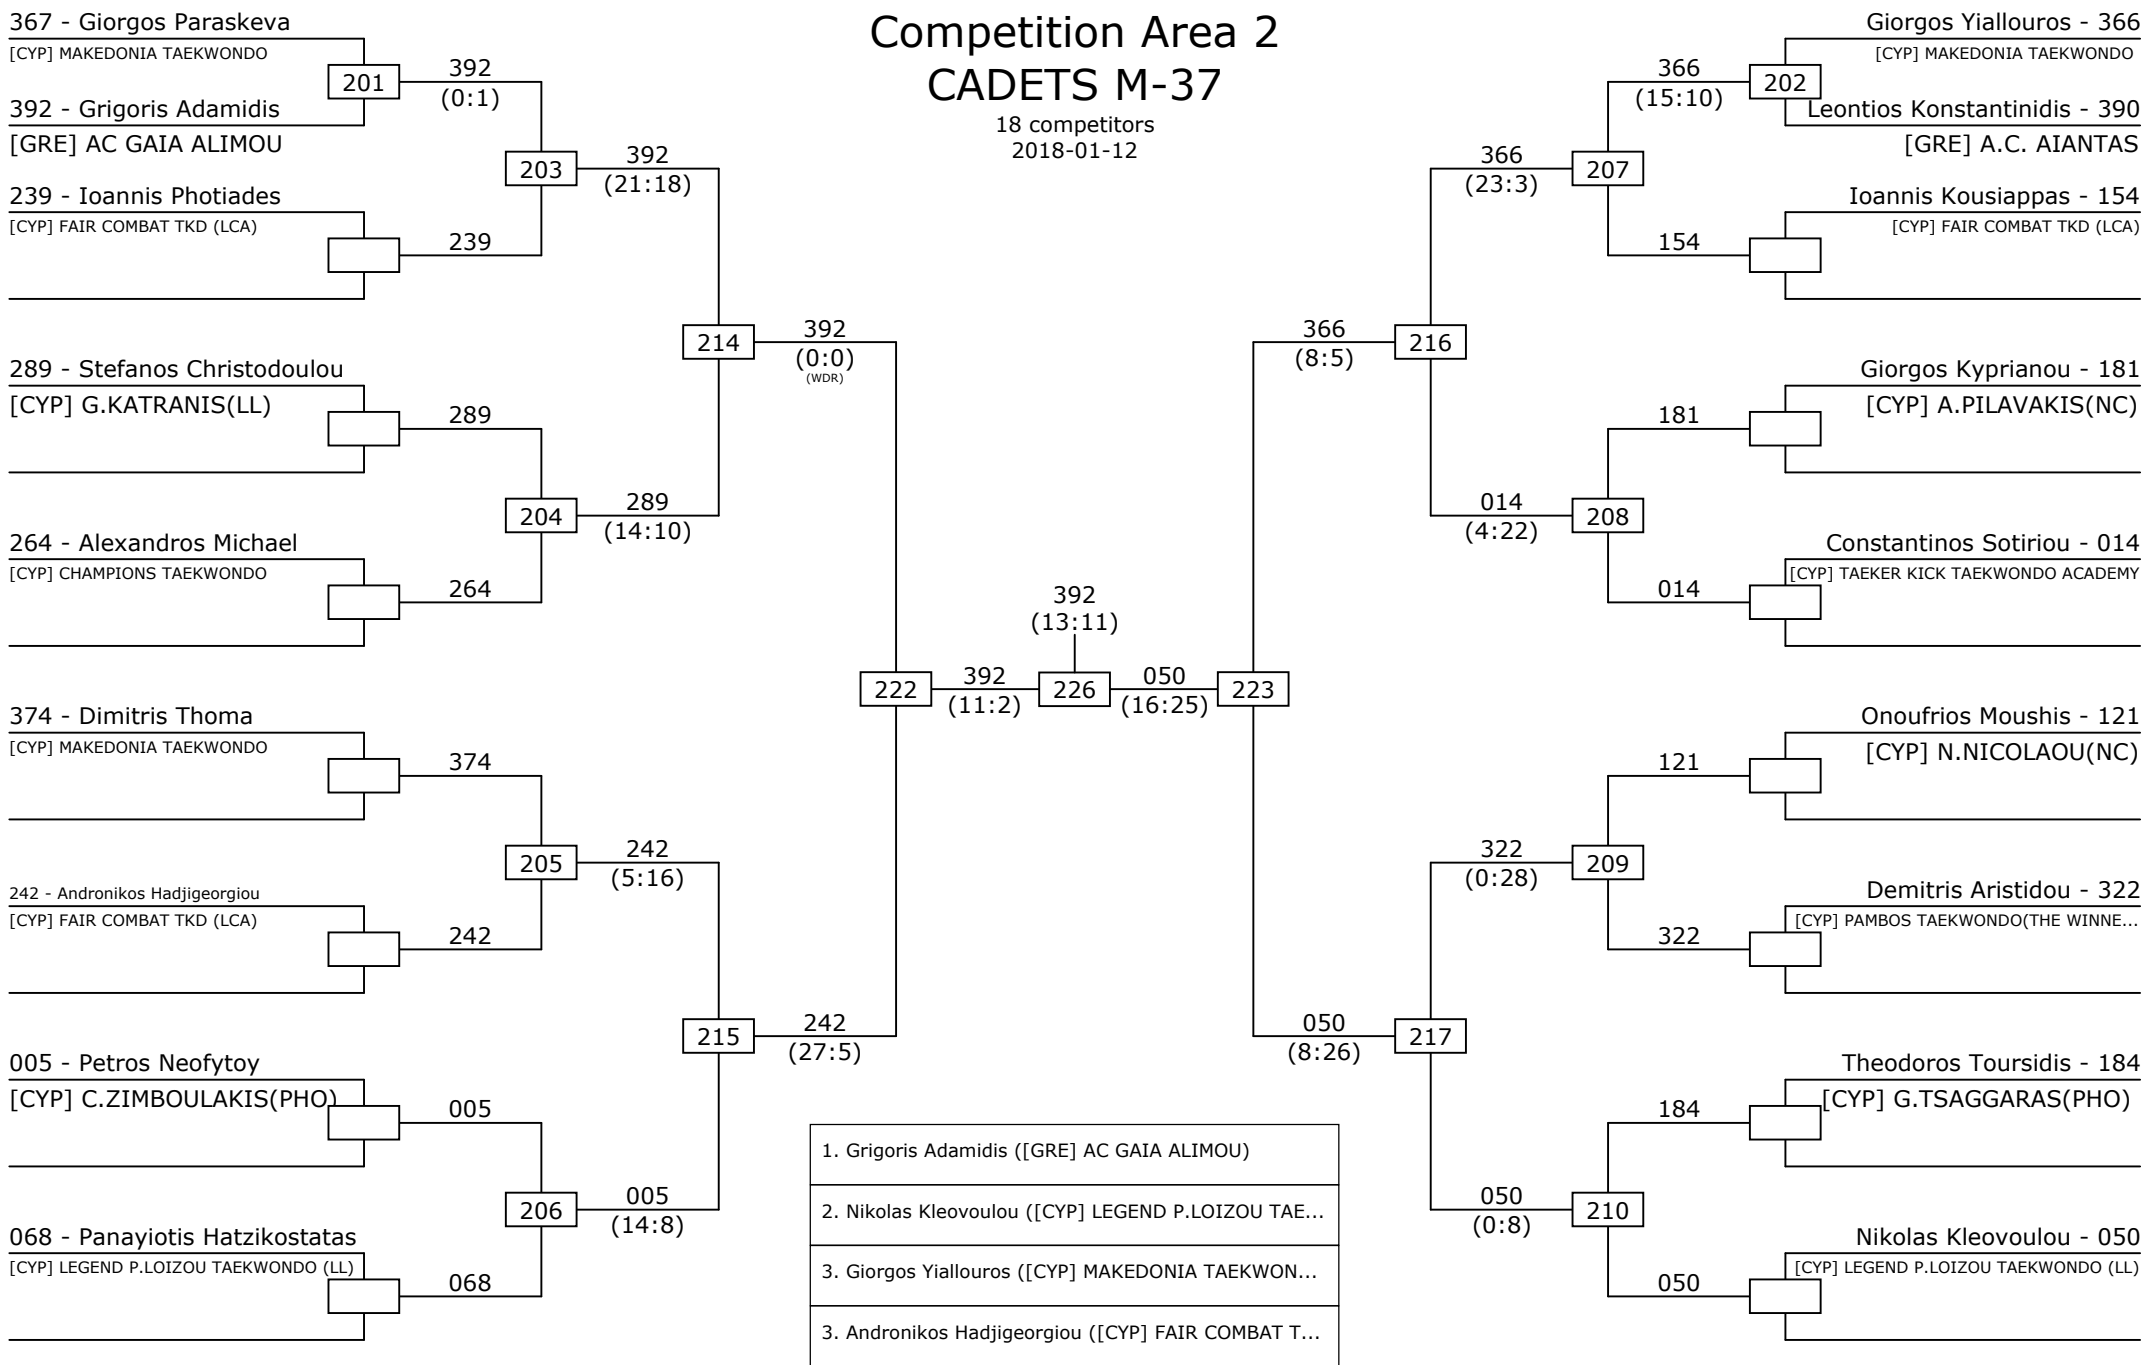 Competition Area 2
CADETS M-37
18 competitors
2018-01-12
367 - Giorgos Paraskeva
[CYP] MAKEDONIA TAEKWONDO
201
392
(0:1)
392 - Grigoris Adamidis
[GRE] AC GAIA ALIMOU
203
392
(21:18)
239 - Ioannis Photiades
[CYP] FAIR COMBAT TKD (LCA)
239
214
392
(0:0)
(WDR)
289 - Stefanos Christodoulou
[CYP] G.KATRANIS(LL)
289
204
289
(14:10)
264 - Alexandros Michael
[CYP] CHAMPIONS TAEKWONDO
264
222
392
(11:2)
374 - Dimitris Thoma
[CYP] MAKEDONIA TAEKWONDO
374
205
242
(5:16)
242 - Andronikos Hadjigeorgiou
[CYP] FAIR COMBAT TKD (LCA)
242
215
242
(27:5)
005 - Petros Neofytoy
[CYP] C.ZIMBOULAKIS(PHO)
005
206
005
(14:8)
068 - Panayiotis Hatzikostatas
[CYP] LEGEND P.LOIZOU TAEKWONDO (LL)
068
392
(13:11)
226
050
(16:25)
223
Giorgos Yiallouros - 366
[CYP] MAKEDONIA TAEKWONDO
366
(15:10)
202
Leontios Konstantinidis - 390
[GRE] A.C. AIANTAS
366
(23:3)
207
Ioannis Kousiappas - 154
[CYP] FAIR COMBAT TKD (LCA)
154
366
(8:5)
216
Giorgos Kyprianou - 181
[CYP] A.PILAVAKIS(NC)
181
014
(4:22)
208
Constantinos Sotiriou - 014
[CYP] TAEKER KICK TAEKWONDO ACADEMY
014
Onoufrios Moushis - 121
[CYP] N.NICOLAOU(NC)
121
322
(0:28)
209
Demitris Aristidou - 322
[CYP] PAMBOS TAEKWONDO(THE WINNE...
322
050
(8:26)
217
Theodoros Toursidis - 184
[CYP] G.TSAGGARAS(PHO)
184
050
(0:8)
210
Nikolas Kleovoulou - 050
[CYP] LEGEND P.LOIZOU TAEKWONDO (LL)
050
1. Grigoris Adamidis ([GRE] AC GAIA ALIMOU)
2. Nikolas Kleovoulou ([CYP] LEGEND P.LOIZOU TAE...
3. Giorgos Yiallouros ([CYP] MAKEDONIA TAEKWON...
3. Andronikos Hadjigeorgiou ([CYP] FAIR COMBAT T...